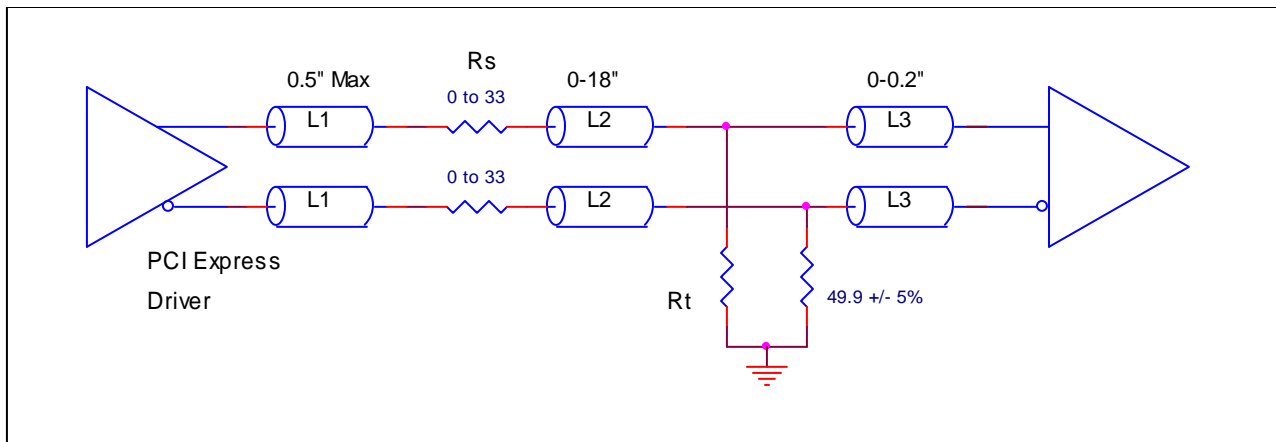 Rs
0.5" Max
0-18"
0-0.2"
0 to 33
L1
L2
L3
0 to 33
L1
L2
L3
PCI Express
Driver
Rt
49.9 +/- 5%